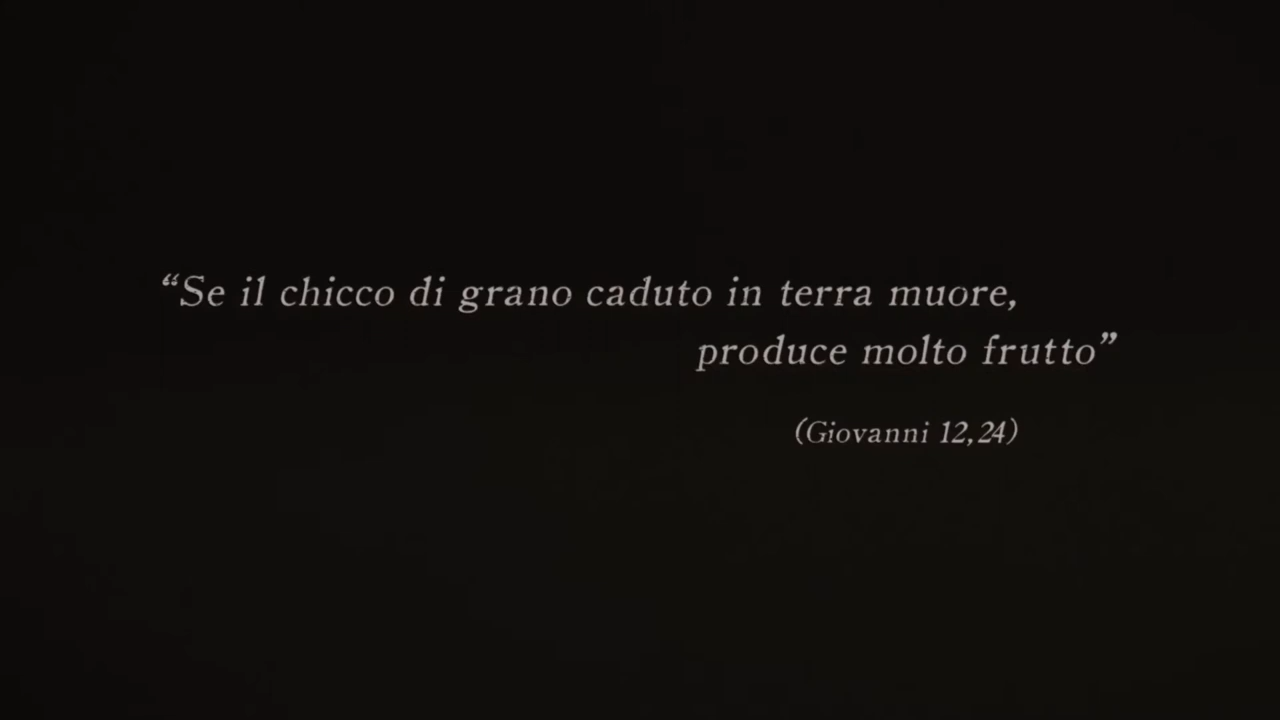 “Se il chicco di grano caduto in terra muore,
produce molto frutto”
(Giovanni 12,24)